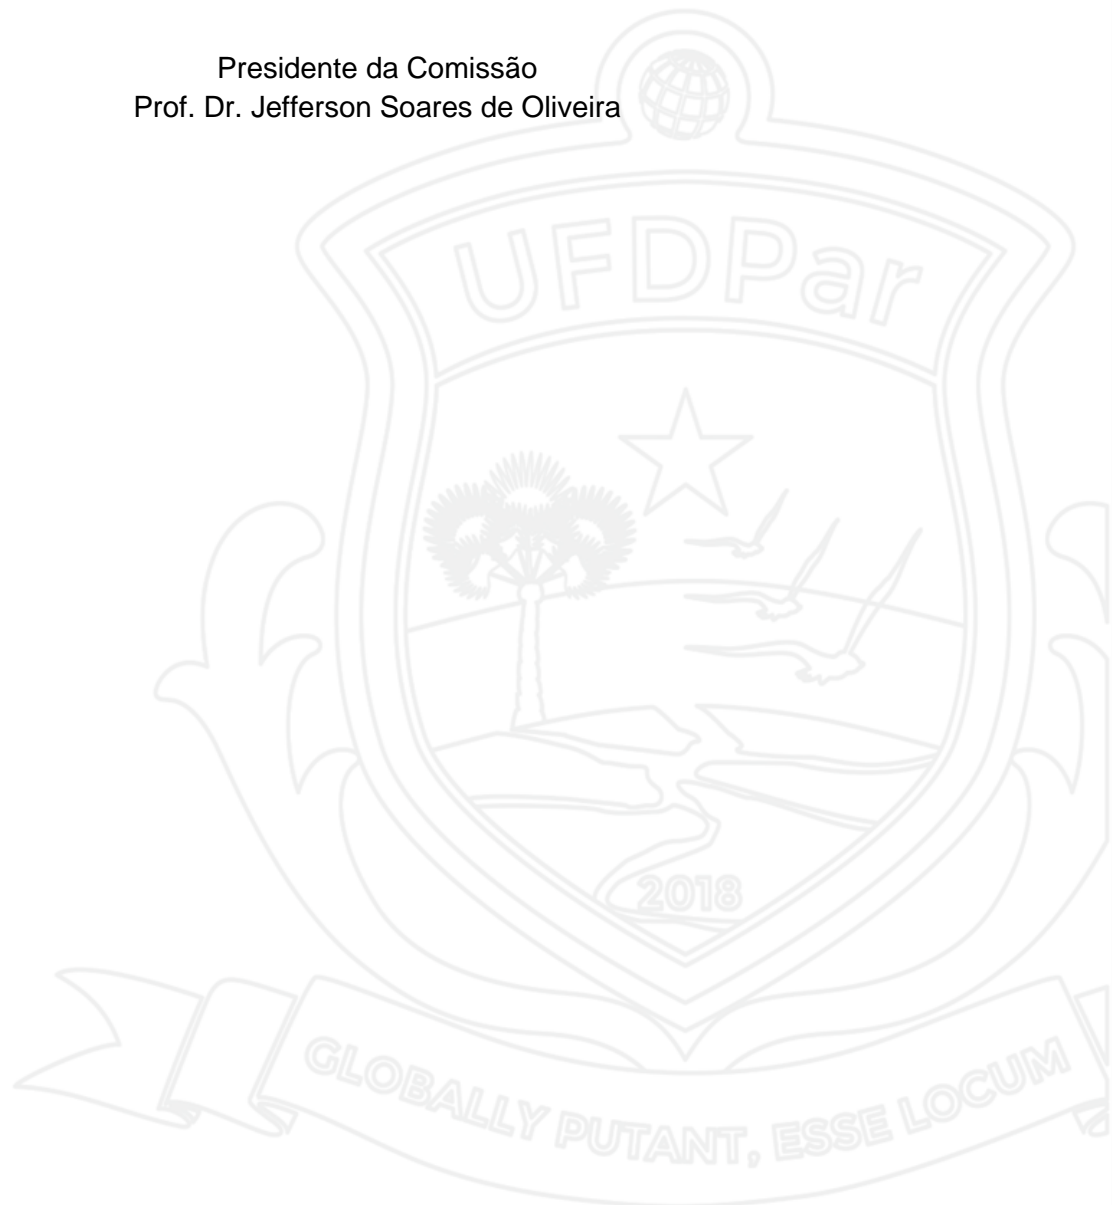 Presidente da Comissão
Prof. Dr. Jefferson Soares de Oliveira
UFDPar
2018
GLOBALLY PUTANT, ESSE LOCUM